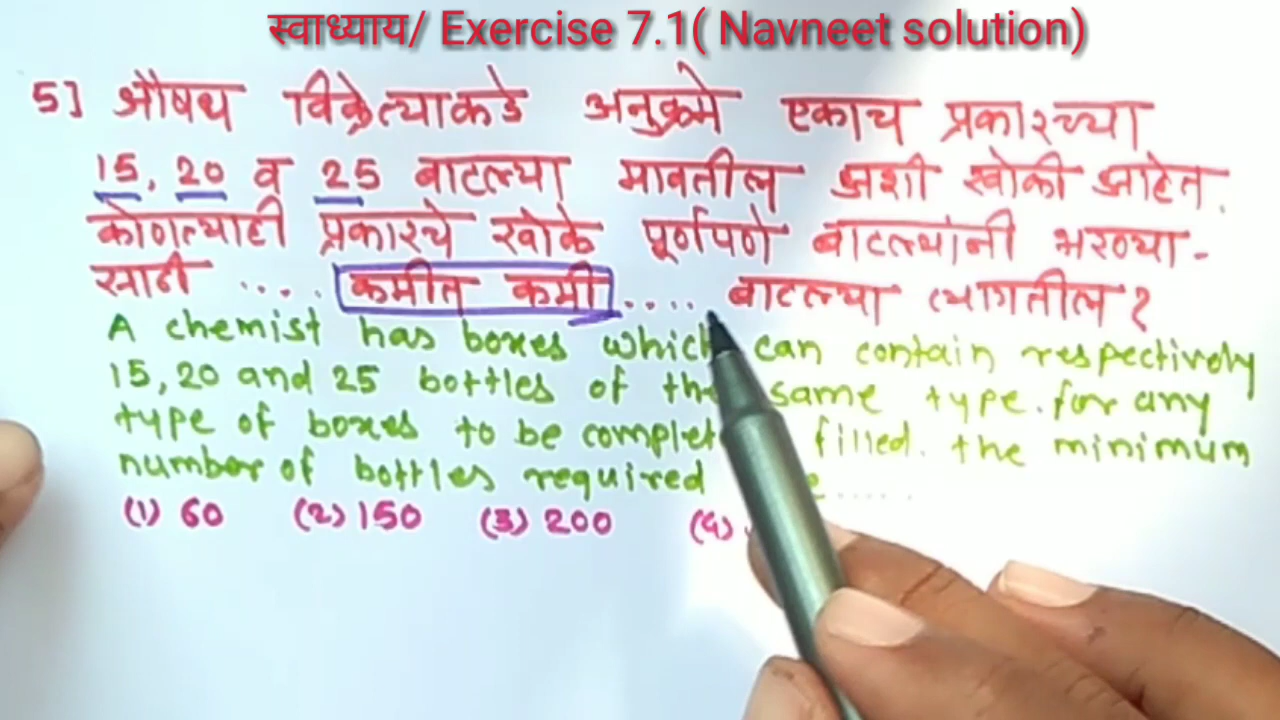 स्वाध्याय/ Exercise 7.1( Navneet solution)
5] औषध विक्रेत्याकडे अनुक्रमे एकाच प्रकारच्या
15, 20 व 25 बाटल्या मावतील अशी खोकी आहेत.
कोणत्याही प्रकारचे खोके पूर्णपणे बाटल्यांनी भरण्या-
साठी .... कमीत कमी .... बाटल्या लागतील?
A chemist has boxes which can contain respectively
15, 20 and 25 bottles of the same type. for any
type of boxes to be filled. the minimum
number of bottles required .....
(1) 60 (2) 150 (3) 200 (4)